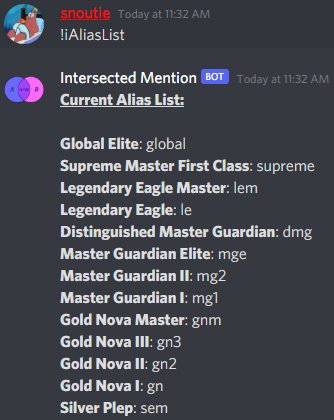 snoutie Today at 11:32 AM
!iAliasList
Intersected Mention BOT Today at 11:32 AM
Current Alias List:
Global Elite: global
Supreme Master First Class: supreme
Legendary Eagle Master: lem
Legendary Eagle: le
Distinguished Master Guardian: dmg
Master Guardian Elite: mge
Master Guardian II: mg2
Master Guardian I: mg1
Gold Nova Master: gnm
Gold Nova III: gn3
Gold Nova II: gn2
Gold Nova I: gn
Silver Plep: sem